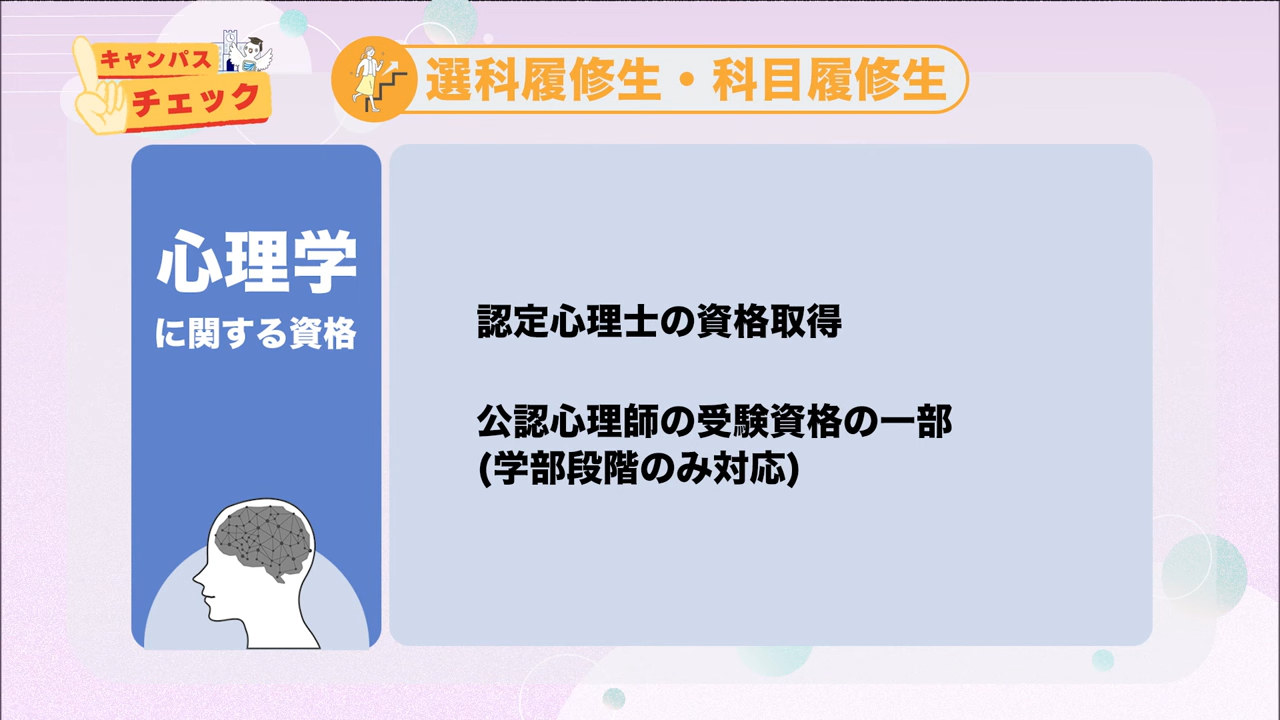 キャンパス
チェック
選科履修生・科目履修生
心理学
に関する資格
認定心理士の資格取得
公認心理師の受験資格の一部
(学部段階のみ対応)